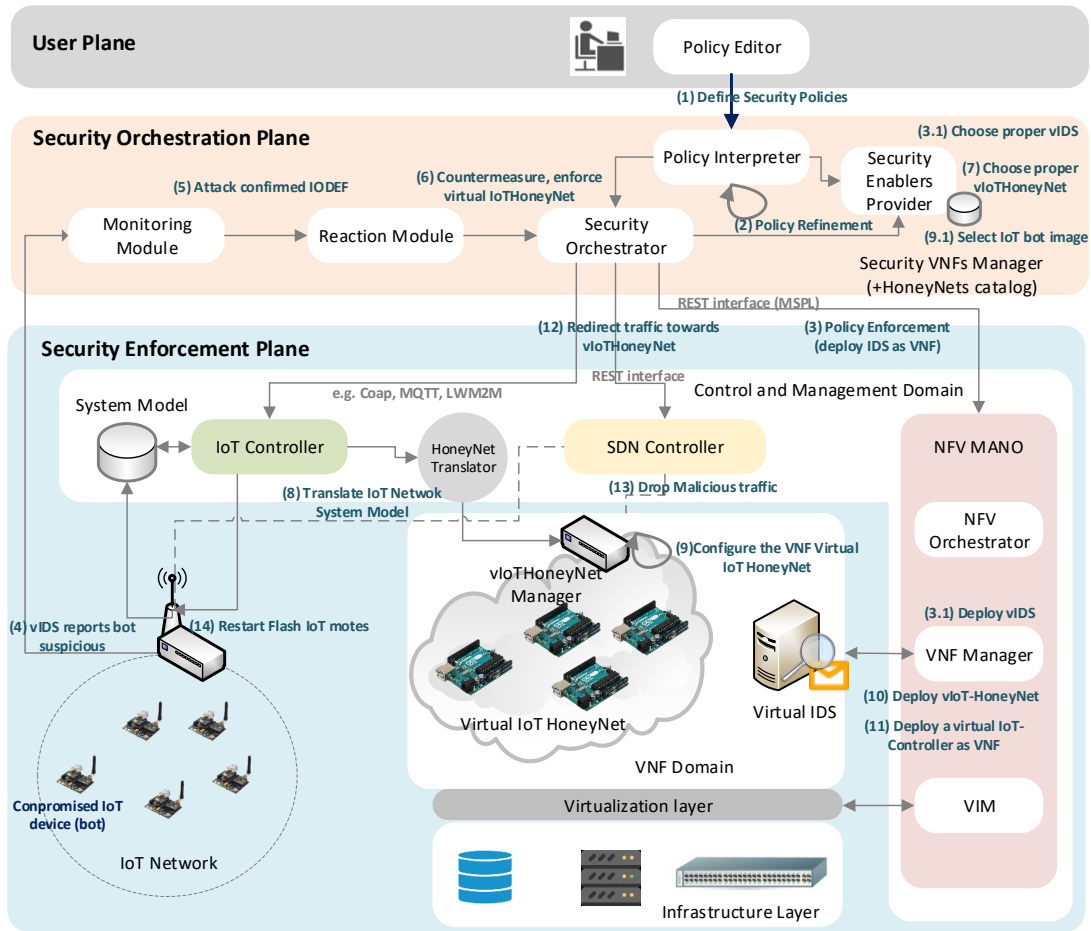 User Plane
Policy Editor
(1) Define Security Policies
Security Orchestration Plane
(3.1) Choose proper vIDS
Policy Interpreter
Security
Enablers
Provider
(7) Choose proper
vIoTHoneyNet
(5) Attack confirmed IODEF
(6) Countermeasure, enforce
virtual IoTHoneyNet
Monitoring
Module
Reaction Module
Security
Orchestrator
(2) Policy Refinement
(9.1) Select IoT bot image
Security VNFs Manager
(+HoneyNets catalog)
REST interface (MSPL)
(12) Redirect traffic towards
vIoTHoneyNet
(3) Policy Enforcement
(deploy IDS as VNF)
Security Enforcement Plane
REST interface
Control and Management Domain
e.g. Coap, MQTT, LWM2M
System Model
IoT Controller
HoneyNet
Translator
SDN Controller
NFV MANO
(8) Translate IoT Netwok
System Model
(13) Drop Malicious traffic
NFV
Orchestrator
(9)Configure the VNF Virtual
IoT HoneyNet
vIoTHoneyNet
Manager
(4) vIDS reports bot
suspicious
(14) Restart Flash IoT motes
(3.1) Deploy vIDS
VNF Manager
(10) Deploy vIoT-HoneyNet
Virtual IDS
Virtual IoT HoneyNet
(11) Deploy a virtual IoT-
Controller as VNF
VNF Domain
Virtualization layer
VIM
Conpromised IoT
device (bot)
IoT Network
Infrastructure Layer